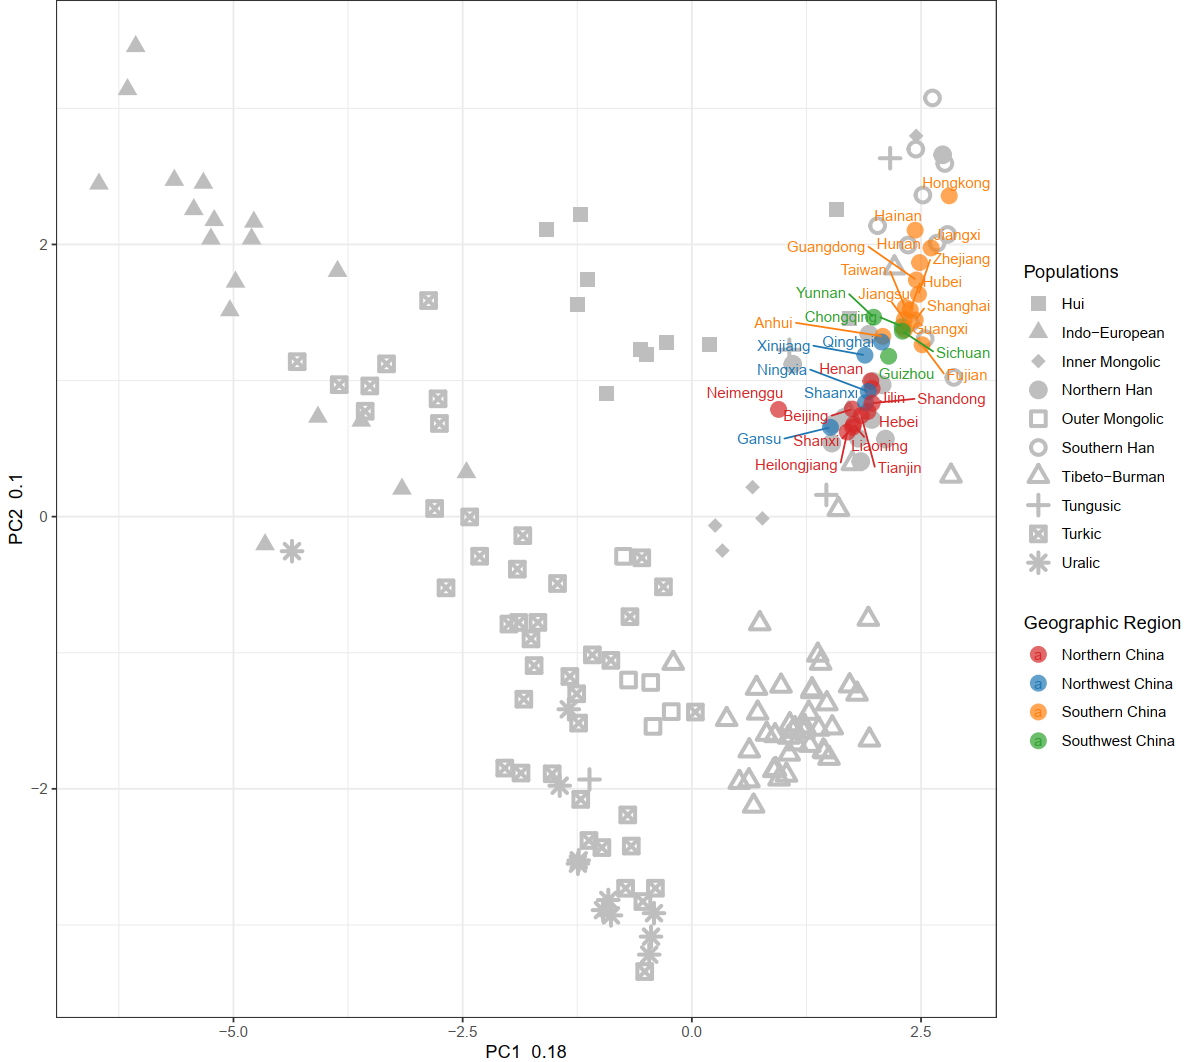 Hongkong
Hainan
Jiangxi
Hunan
Guangdong
Zhejiang
Taiwan
Hubei
Yunnan
Jiangsu
Shanghai
Chongqing
Anhui
Guangxi
Qinghai
Xinjiang
Sichuan
Henan
Ningxia
Guizhou
Fujian
Neimenggu
Shaanxi
Jilin
Shandong
Beijing
Hebei
Gansu
Shanxi
Liaoning
Heilongjiang
Tianjin
2
0
−2
−5.0
−2.5
0.0
2.5
PC1 0.18
PC2 0.1
Populations
Hui
Indo−European
Inner Mongolic
Northern Han
Outer Mongolic
Southern Han
Tibeto−Burman
Tungusic
Turkic
Uralic
Geographic Region
a Northern China
a Northwest China
a Southern China
a Southwest China